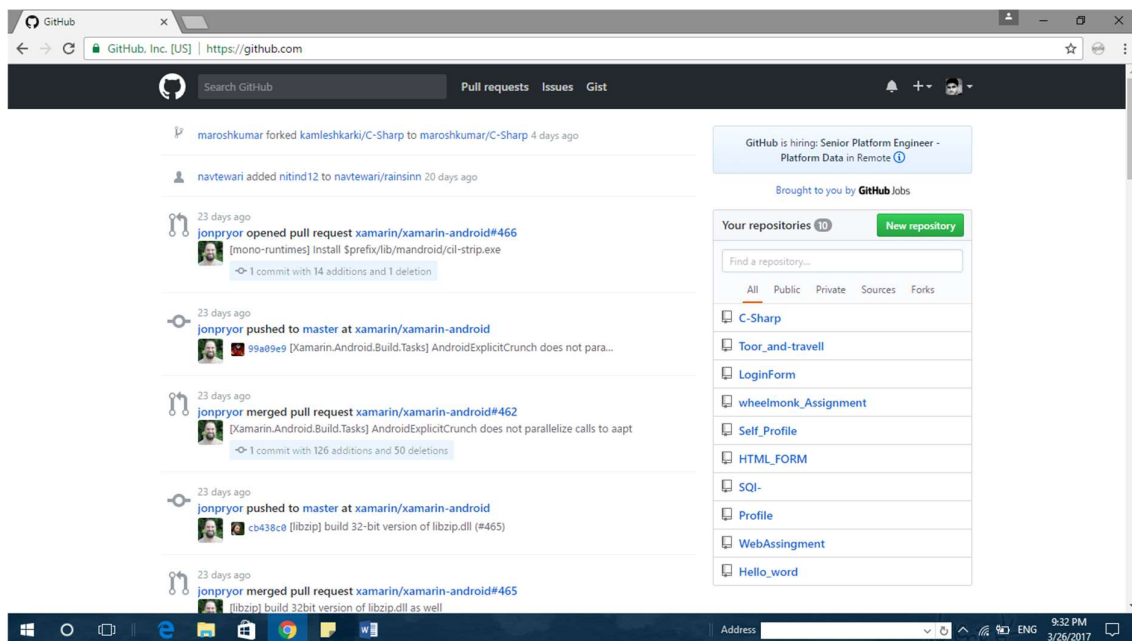 GitHub
GitHub, Inc. [US] | https://github.com
Search GitHub Pull requests Issues Gist
maroshkumar forked kamleshkarki/C-Sharp to maroshkumar/C-Sharp 4 days ago
navtewari added nitind12 to navtewari/rainsinn 20 days ago
23 days ago
jonpryor opened pull request xamarin/xamarin-android#466
[mono-runtimes] Install $prefix/lib/mandroid/cil-strip.exe
1 commit with 14 additions and 1 deletion
23 days ago
jonpryor pushed to master at xamarin/xamarin-android
99a09e9 [Xamarin.Android.Build.Tasks] AndroidExplicitCrunch does not para...
23 days ago
jonpryor merged pull request xamarin/xamarin-android#462
[Xamarin.Android.Build.Tasks] AndroidExplicitCrunch does not parallelize calls to aapt
1 commit with 126 additions and 50 deletions
23 days ago
jonpryor pushed to master at xamarin/xamarin-android
cb438c0 [libzip] build 32-bit version of libzip.dll (#465)
23 days ago
jonpryor merged pull request xamarin/xamarin-android#465
[libzip] build 32bit version of libzip.dll as well
GitHub is hiring: Senior Platform Engineer -
Platform Data in Remote
Brought to you by GitHub Jobs
Your repositories 10 New repository
Find a repository...
All Public Private Sources Forks
C-Sharp
Toor_and-travell
LoginForm
wheelmonk_Assignment
Self_Profile
HTML_FORM
SQl-
Profile
WebAssingment
Hello_word
Address ENG 9:32 PM
3/26/2017